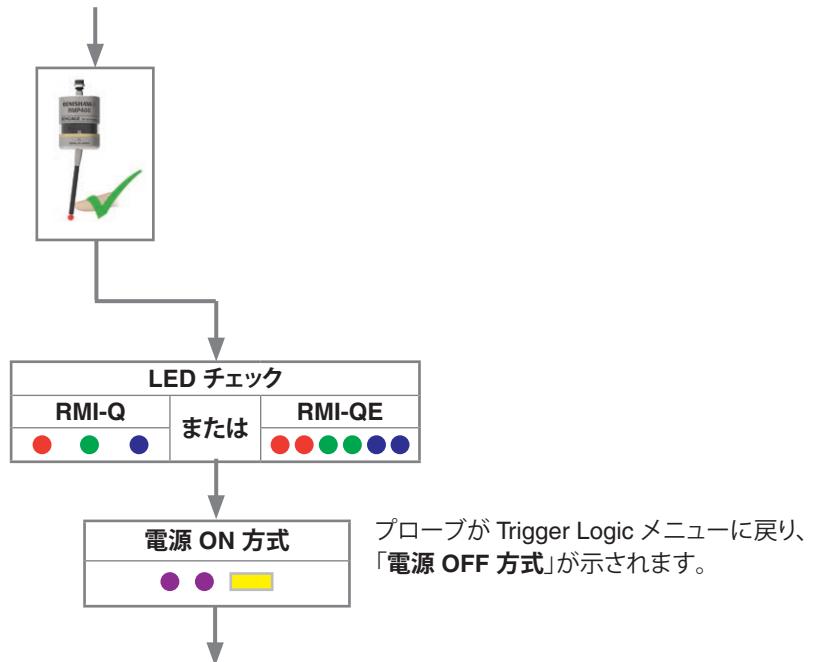 RENISHAW
RMP400
LED チェック
RMI-Q
または
RMI-QE
電源 ON 方式
プローブが Trigger Logic メニューに戻り、
「電源 OFF 方式」が示されます。